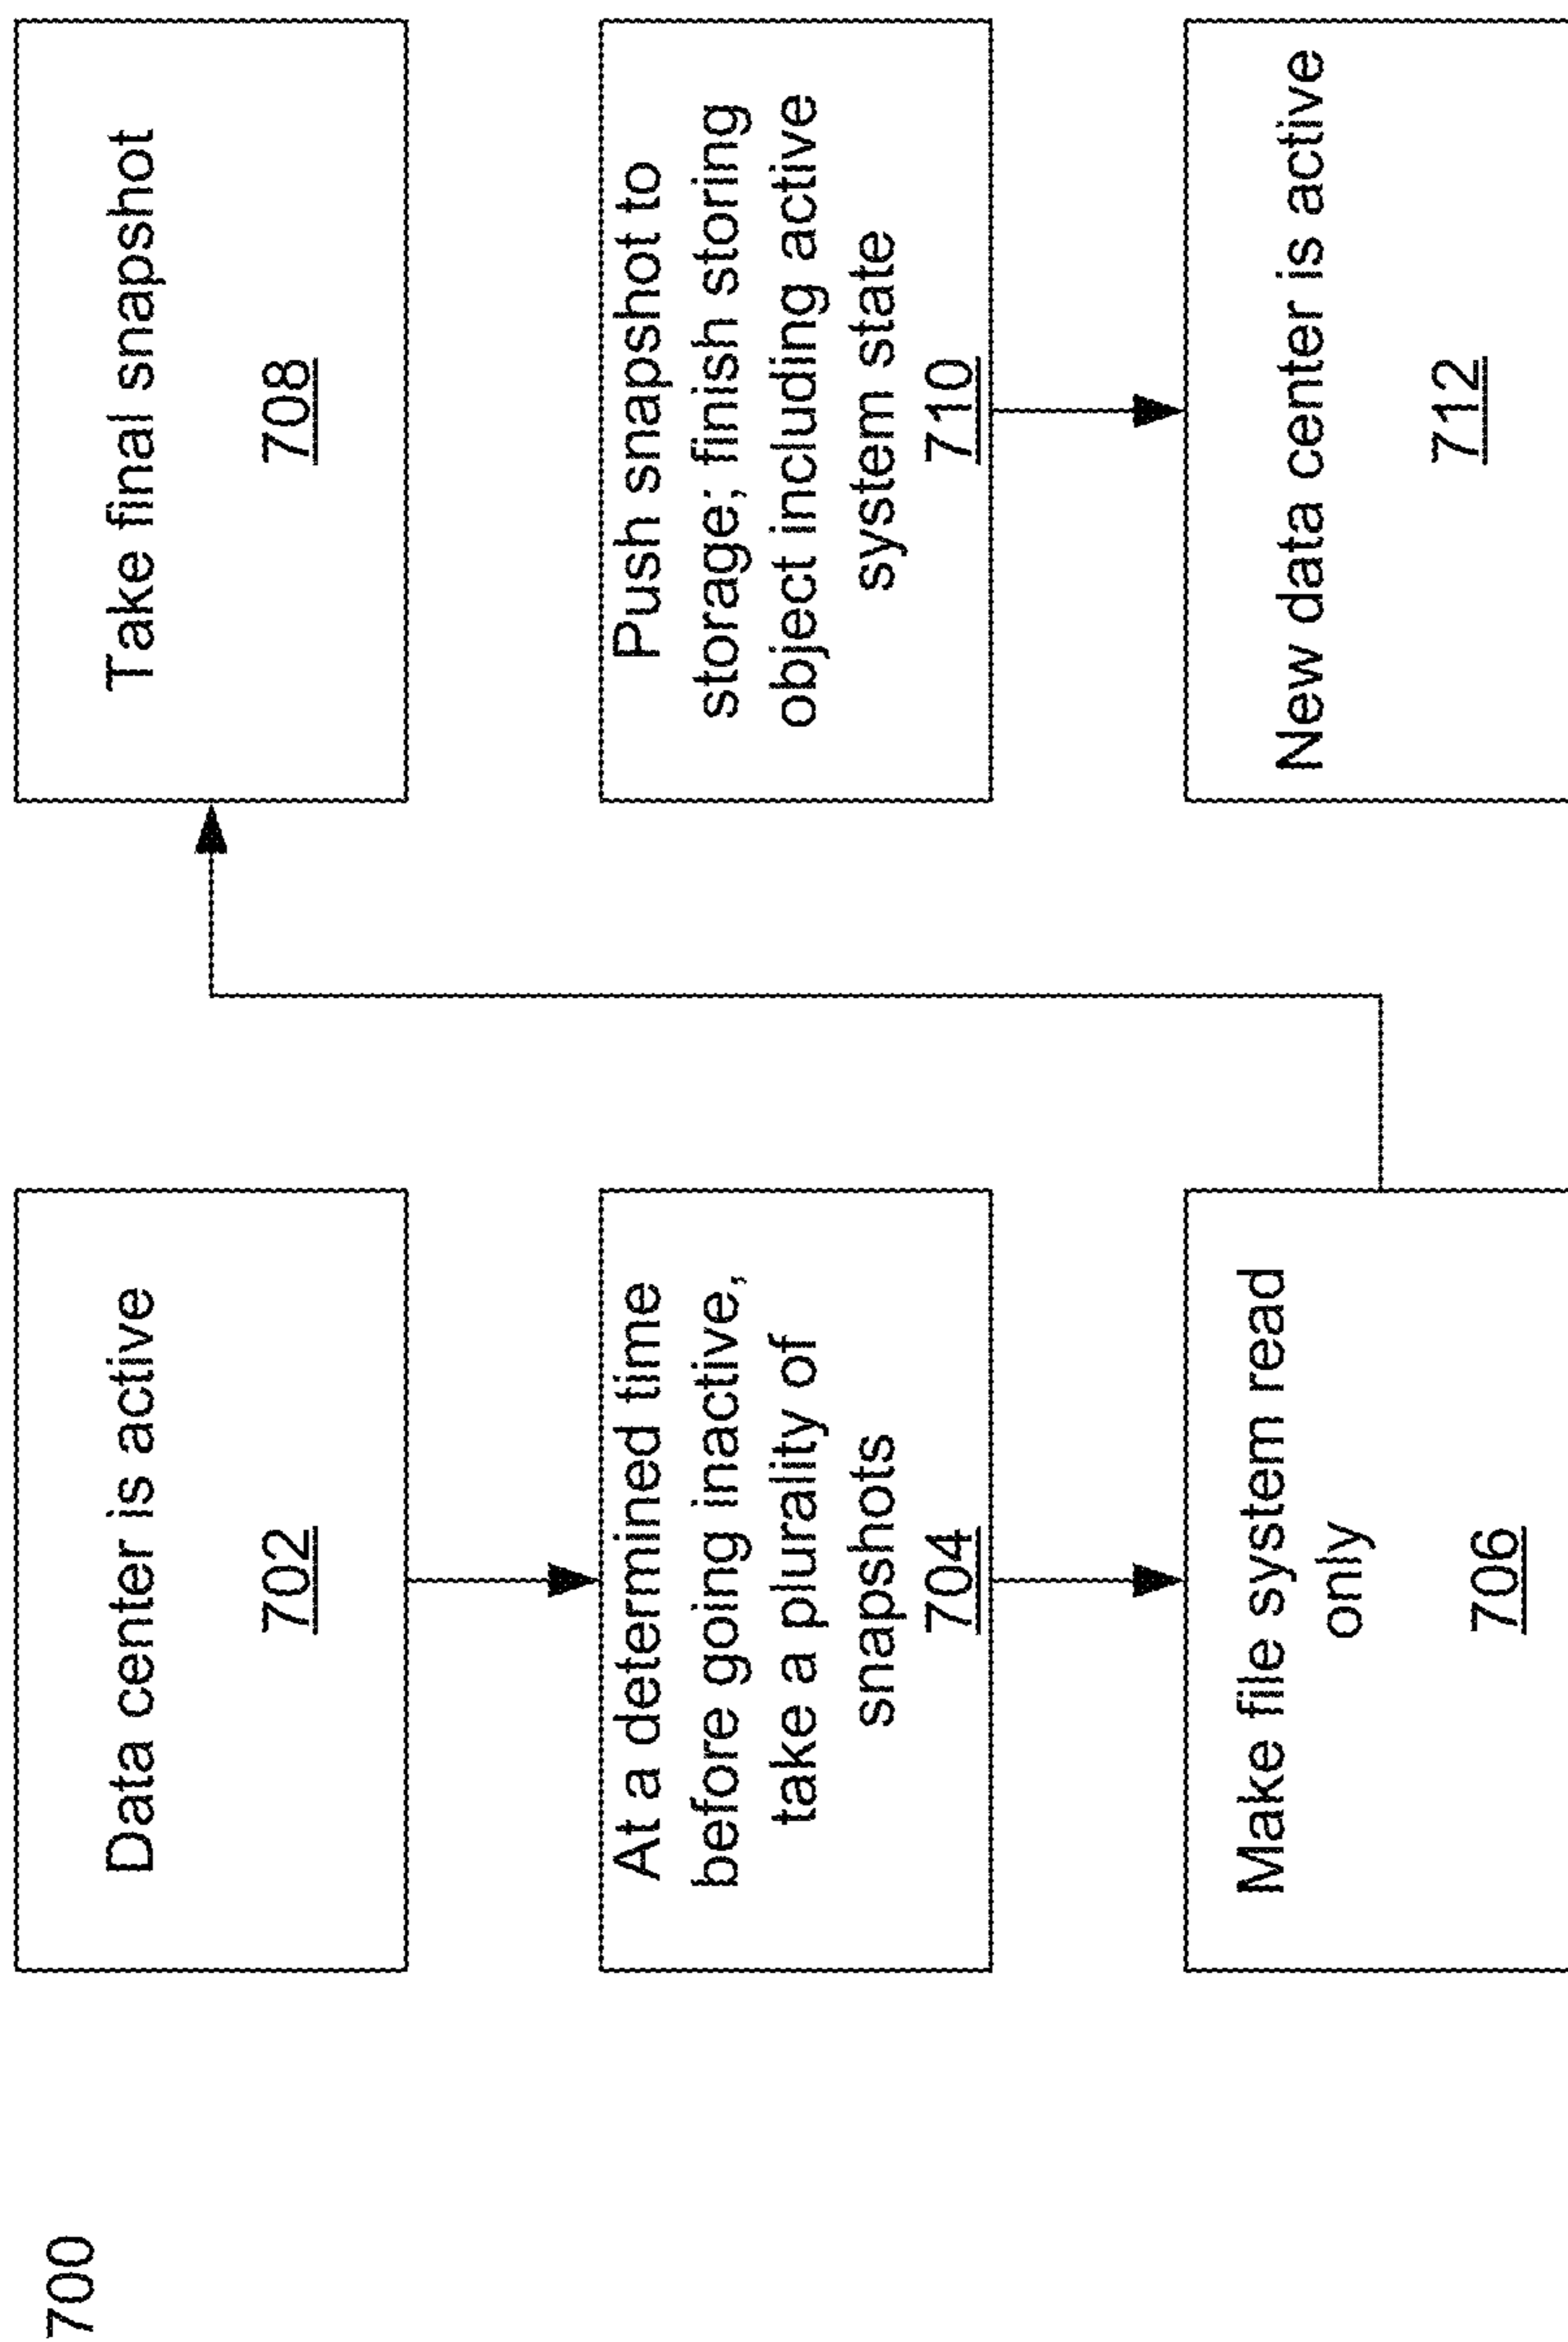 700
Data center is active
702
At a determined time
before going inactive,
take a plurality of
snapshots
704
Make file system read
only
706
Take final snapshot
708
Push snapshot to
storage; finish storing
object including active
system state
710
New data center is active
712